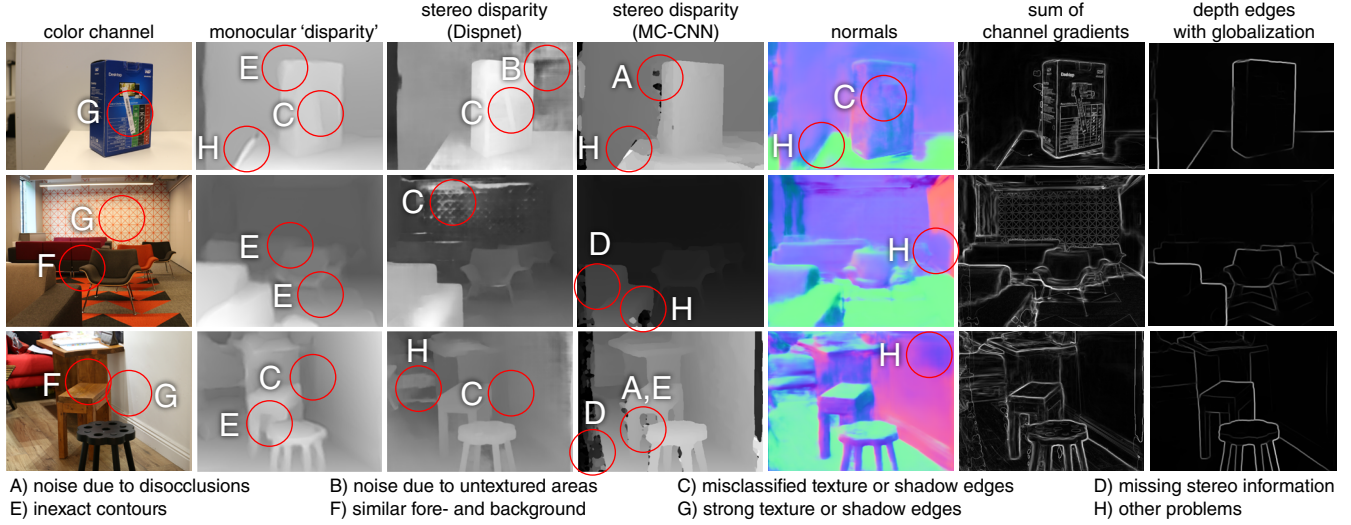 color channel
monocular ‘disparity’
stereo disparity
(Dispnet)
stereo disparity
(MC-CNN)
normals
sum of
channel gradients
depth edges
with globalization
G
E
C
H
B
C
A
H
C
H
G
F
E
E
C
D
H
H
F
G
C
E
H
C
A,E
D
H
A) noise due to disocclusions
B) noise due to untextured areas
C) misclassified texture or shadow edges
D) missing stereo information
E) inexact contours
F) similar fore- and background
G) strong texture or shadow edges
H) other problems